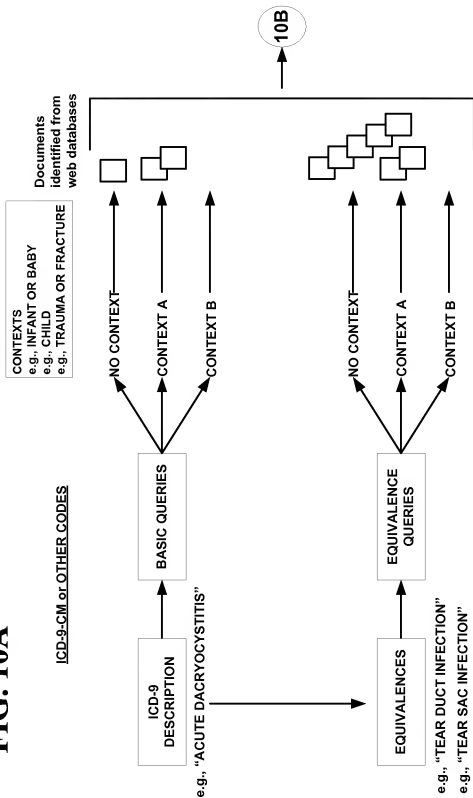 FIG. 10A
ICD-9-CM or OTHER CODES
CONTEXTS
e.g., INFANT OR BABY
e.g., CHILD
e.g., TRAUMA OR FRACTURE
Documents
identified from
web databases
ICD-9
DESCRIPTION
e.g., “ACUTE DACRYOCYSTITIS”
BASIC QUERIES
NO CONTEXT
CONTEXT A
CONTEXT B
10B
EQUIVALENCES
e.g., “TEAR DUCT INFECTION”
e.g., “TEAR SAC INFECTION”
EQUIVALENCE
QUERIES
NO CONTEXT
CONTEXT A
CONTEXT B